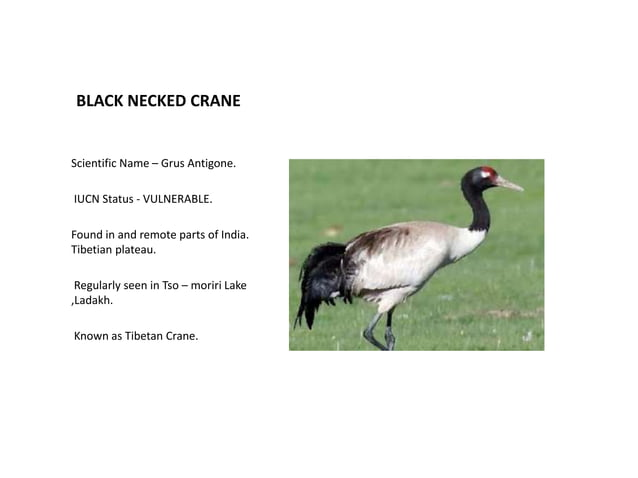 BLACK NECKED CRANE
Scientific Name – Grus Antigone.
IUCN Status - VULNERABLE.
Found in and remote parts of India.
Tibetian plateau.
Regularly seen in Tso – moriri Lake
,Ladakh.
Known as Tibetan Crane.